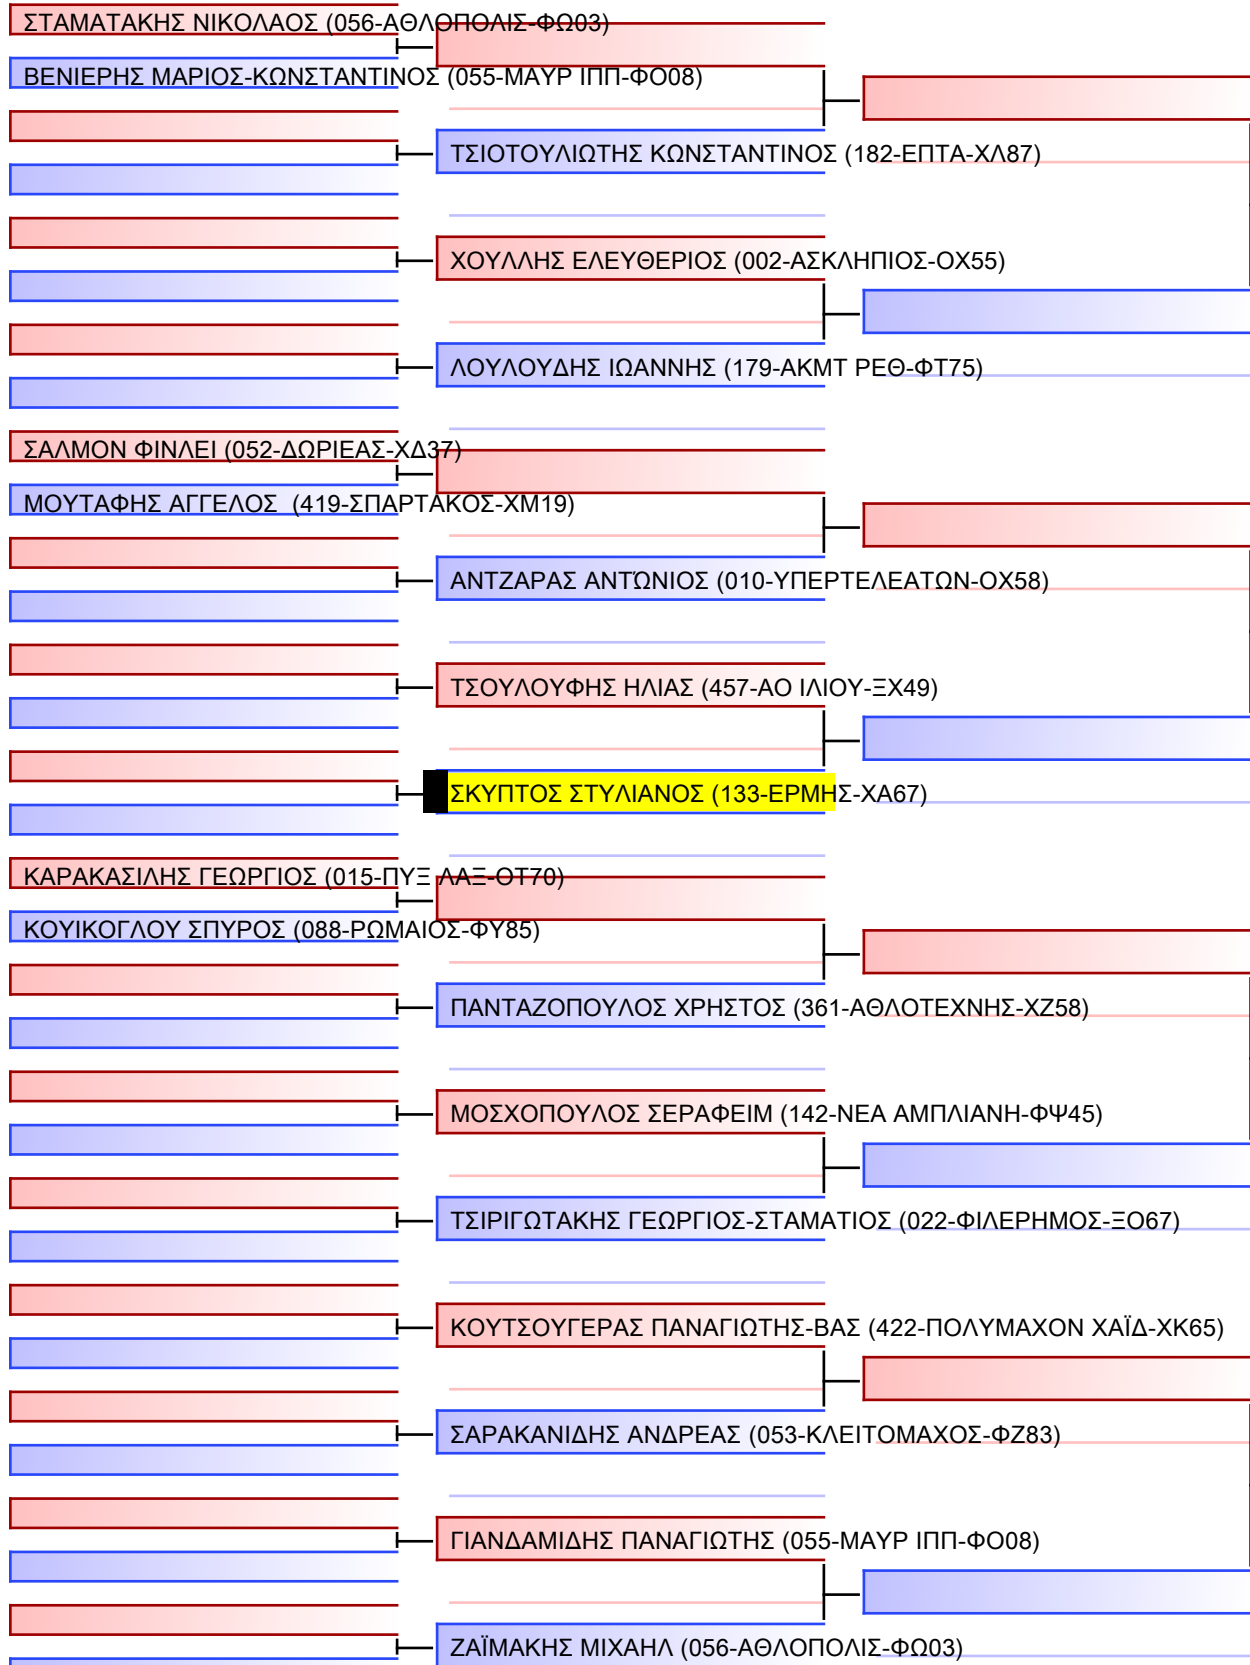 ΣΤΑΜΑΤΑΚΗΣ ΝΙΚΟΛΑΟΣ (056-ΑΘΛΟΠΟΛΙΣ-ΦΩ03)
ΒΕΝΙΕΡΗΣ ΜΑΡΙΟΣ-ΚΩΝΣΤΑΝΤΙΝΟΣ (055-ΜΑΥΡ ΙΠΠ-ΦΟ08)
ΤΣΙΟΤΟΥΛΙΩΤΗΣ ΚΩΝΣΤΑΝΤΙΝΟΣ (182-ΕΠΤΑ-ΧΛ87)
ΧΟΥΛΛΗΣ ΕΛΕΥΘΕΡΙΟΣ (002-ΑΣΚΛΗΠΙΟΣ-ΟΧ55)
ΛΟΥΛΟΥΔΗΣ ΙΩΑΝΝΗΣ (179-ΑΚΜΤ ΡΕΘ-ΦΤ75)
ΣΑΛΜΟΝ ΦΙΝΛΕΙ (052-ΔΩΡΙΕΑΣ-ΧΔ37)
ΜΟΥΤΑΦΗΣ ΑΓΓΕΛΟΣ  (419-ΣΠΑΡΤΑΚΟΣ-ΧΜ19)
ΑΝΤΖΑΡΑΣ ΑΝΤΏΝΙΟΣ (010-ΥΠΕΡΤΕΛΕΑΤΩΝ-ΟΧ58)
ΤΣΟΥΛΟΥΦΗΣ ΗΛΙΑΣ (457-ΑΟ ΙΛΙΟΥ-ΞΧ49)
ΣΚΥΠΤΟΣ ΣΤΥΛΙΑΝΟΣ (133-ΕΡΜΗΣ-ΧΑ67)
ΚΑΡΑΚΑΣΙΛΗΣ ΓΕΩΡΓΙΟΣ (015-ΠΥΞ ΛΑΞ-ΟΤ70)
ΚΟΥΙΚΟΓΛΟΥ ΣΠΥΡΟΣ (088-ΡΩΜΑΙΟΣ-ΦΥ85)
ΠΑΝΤΑΖΟΠΟΥΛΟΣ ΧΡΗΣΤΟΣ (361-ΑΘΛΟΤΕΧΝΗΣ-ΧΖ58)
ΜΟΣΧΟΠΟΥΛΟΣ ΣΕΡΑΦΕΙΜ (142-ΝΕΑ ΑΜΠΛΙΑΝΗ-ΦΨ45)
ΤΣΙΡΙΓΩΤΑΚΗΣ ΓΕΩΡΓΙΟΣ-ΣΤΑΜΑΤΙΟΣ (022-ΦΙΛΕΡΗΜΟΣ-ΞΟ67)
ΚΟΥΤΣΟΥΓΕΡΑΣ ΠΑΝΑΓΙΩΤΗΣ-ΒΑΣ (422-ΠΟΛΥΜΑΧΟΝ ΧΑΪΔ-ΧΚ65)
ΣΑΡΑΚΑΝΙΔΗΣ ΑΝΔΡΕΑΣ (053-ΚΛΕΙΤΟΜΑΧΟΣ-ΦΖ83)
ΓΙΑΝΔΑΜΙΔΗΣ ΠΑΝΑΓΙΩΤΗΣ (055-ΜΑΥΡ ΙΠΠ-ΦΟ08)
ΖΑΪΜΑΚΗΣ ΜΙΧΑΗΛ (056-ΑΘΛΟΠΟΛΙΣ-ΦΩ03)